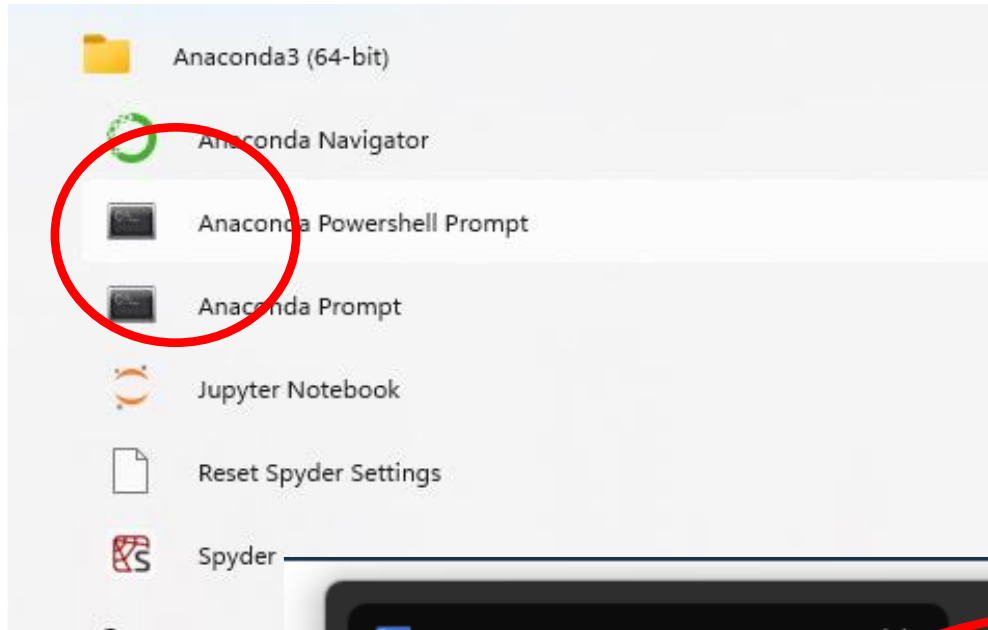 Anaconda3 (64-bit)
Anaconda Navigator
Anaconda Powershell Prompt
Anaconda Prompt
Jupyter Notebook
Reset Spyder Settings
Spyder